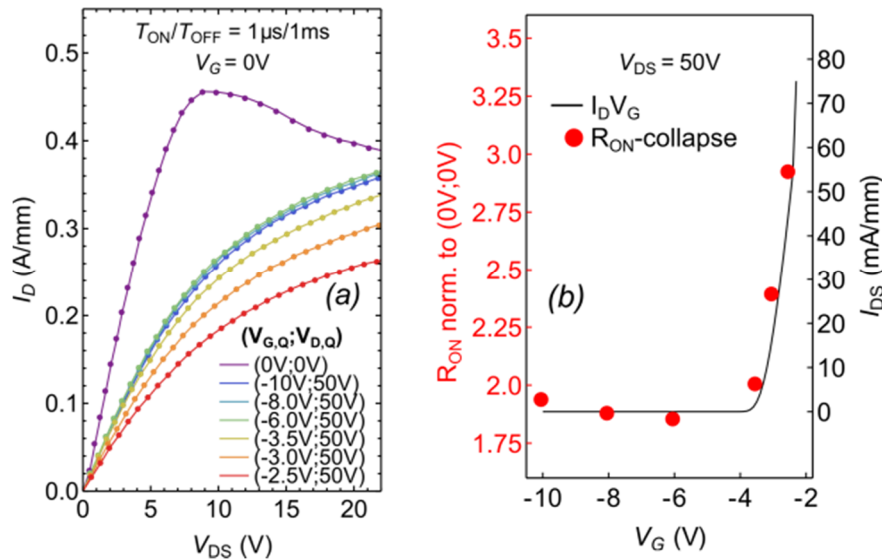 T_ON/T_OFF = 1µs/1ms
V_G = 0V
0.5
0.4
0.3
0.2
0.1
0.0
I_D (A/mm)
(a)
(V_G,Q;V_D,Q)
(0V;0V)
(-10V;50V)
(-8.0V;50V)
(-6.0V;50V)
(-3.5V;50V)
(-3.0V;50V)
(-2.5V;50V)
0 5 10 15 20
V_DS (V)
3.5
3.25
3.0
2.75
2.5
2.25
2.0
1.75
R_ON norm. to (0V;0V)
V_DS = 50V
I_DV_G
R_ON-collapse
(b)
80
70
60
50
40
30
20
10
0
I_DS (mA/mm)
-10 -8 -6 -4 -2
V_G (V)